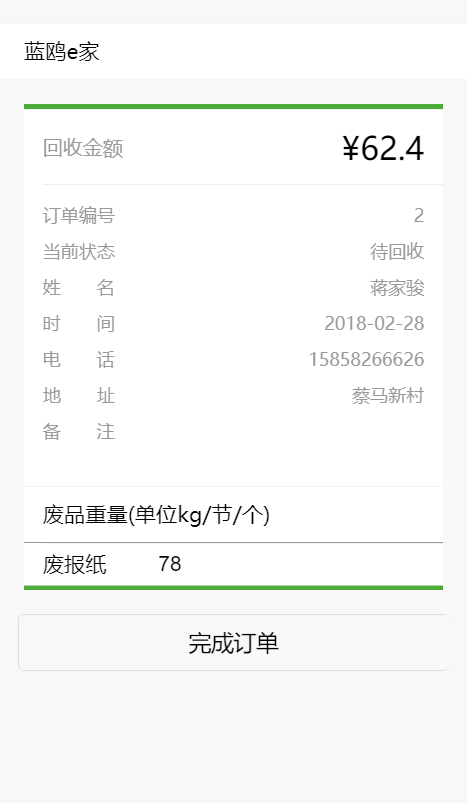 蓝鸥e家
回收金额 ¥62.4
订单编号 2
当前状态 待回收
姓 名 蒋家骏
时 间 2018-02-28
电 话 15858266626
地 址 蔡马新村
备 注
废品重量(单位kg/节/个)
废报纸 78
完成订单